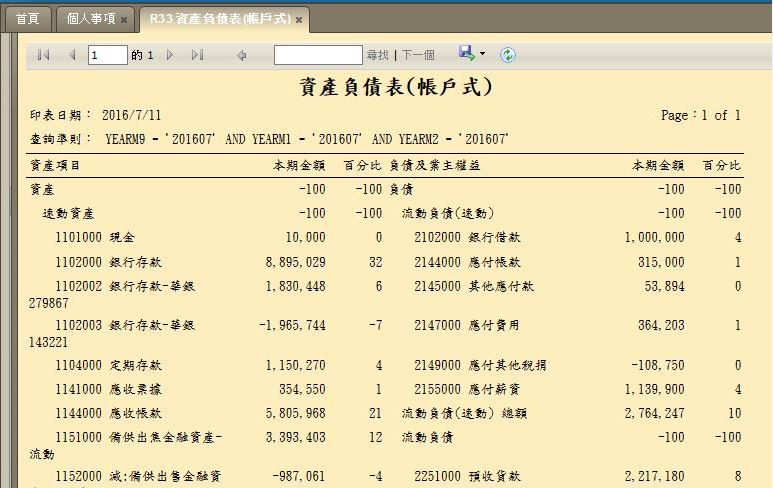 首頁 個人事項 × R33 資產負債表(帳戶式) ×
1 的 1 尋找 | 下一個
資產負債表(帳戶式)
印表日期： 2016/7/11 Page：1 of 1
查詢準則： YEARM9 = '201607' AND YEARM1 = '201607' AND YEARM2 = '201607'
資產項目 本期金額 百分比 負債及業主權益 本期金額 百分比
資產 -100 -100 負債 -100 -100
速動資產 -100 -100 流動負債(速動) -100 -100
1101000 現金 10,000 0 2102000 銀行借款 1,000,000 4
1102000 銀行存款 8,895,029 32 2144000 應付帳款 315,000 1
1102002 銀行存款-華銀 1,830,448 6 2145000 其他應付款 53,894 0
279867
1102003 銀行存款-華銀 -1,965,744 -7 2147000 應付費用 364,203 1
143221
1104000 定期存款 1,150,270 4 2149000 應付其他稅捐 -108,750 0
1141000 應收票據 354,550 1 2155000 應付薪資 1,139,900 4
1144000 應收帳款 5,805,968 21 流動負債(速動) 總額 2,764,247 10
1151000 備供出焦金融資產- 3,393,403 12 流動負債 -100 -100
流動
1152000 減:備供出售金融資 -987,061 -4 2251000 預收貨款 2,217,180 8